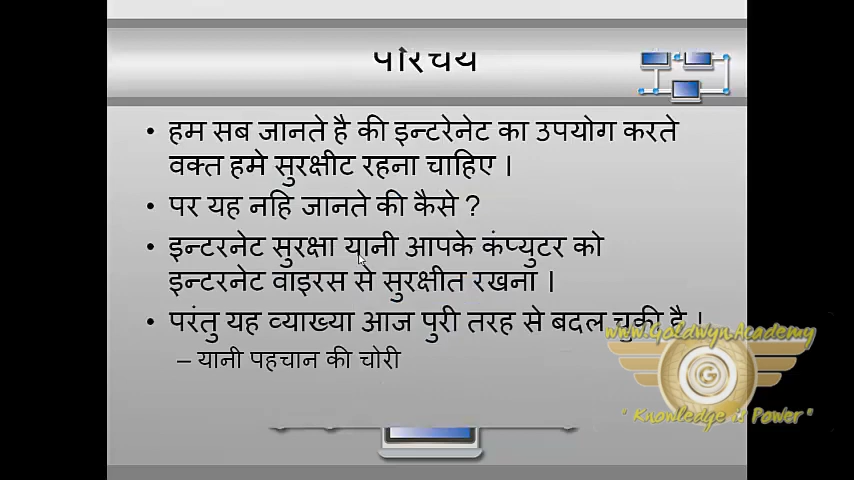 परिचय
• हम सब जानते है की इन्टरेनेट का उपयोग करते
वक्त हमे सुरक्षीट रहना चाहिए ।
• पर यह नहि जानते की कैसे ?
• इन्टरनेट सुरक्षा यानी आपके कंप्युटर को
इन्टरनेट वाइरस से सुरक्षीत रखना ।
• परंतु यह व्याख्या आज पुरी तरह से बदल चुकी है ।
– यानी पहचान की चोरी
www.GoldwynAcademy
G
" Knowledge is Power "